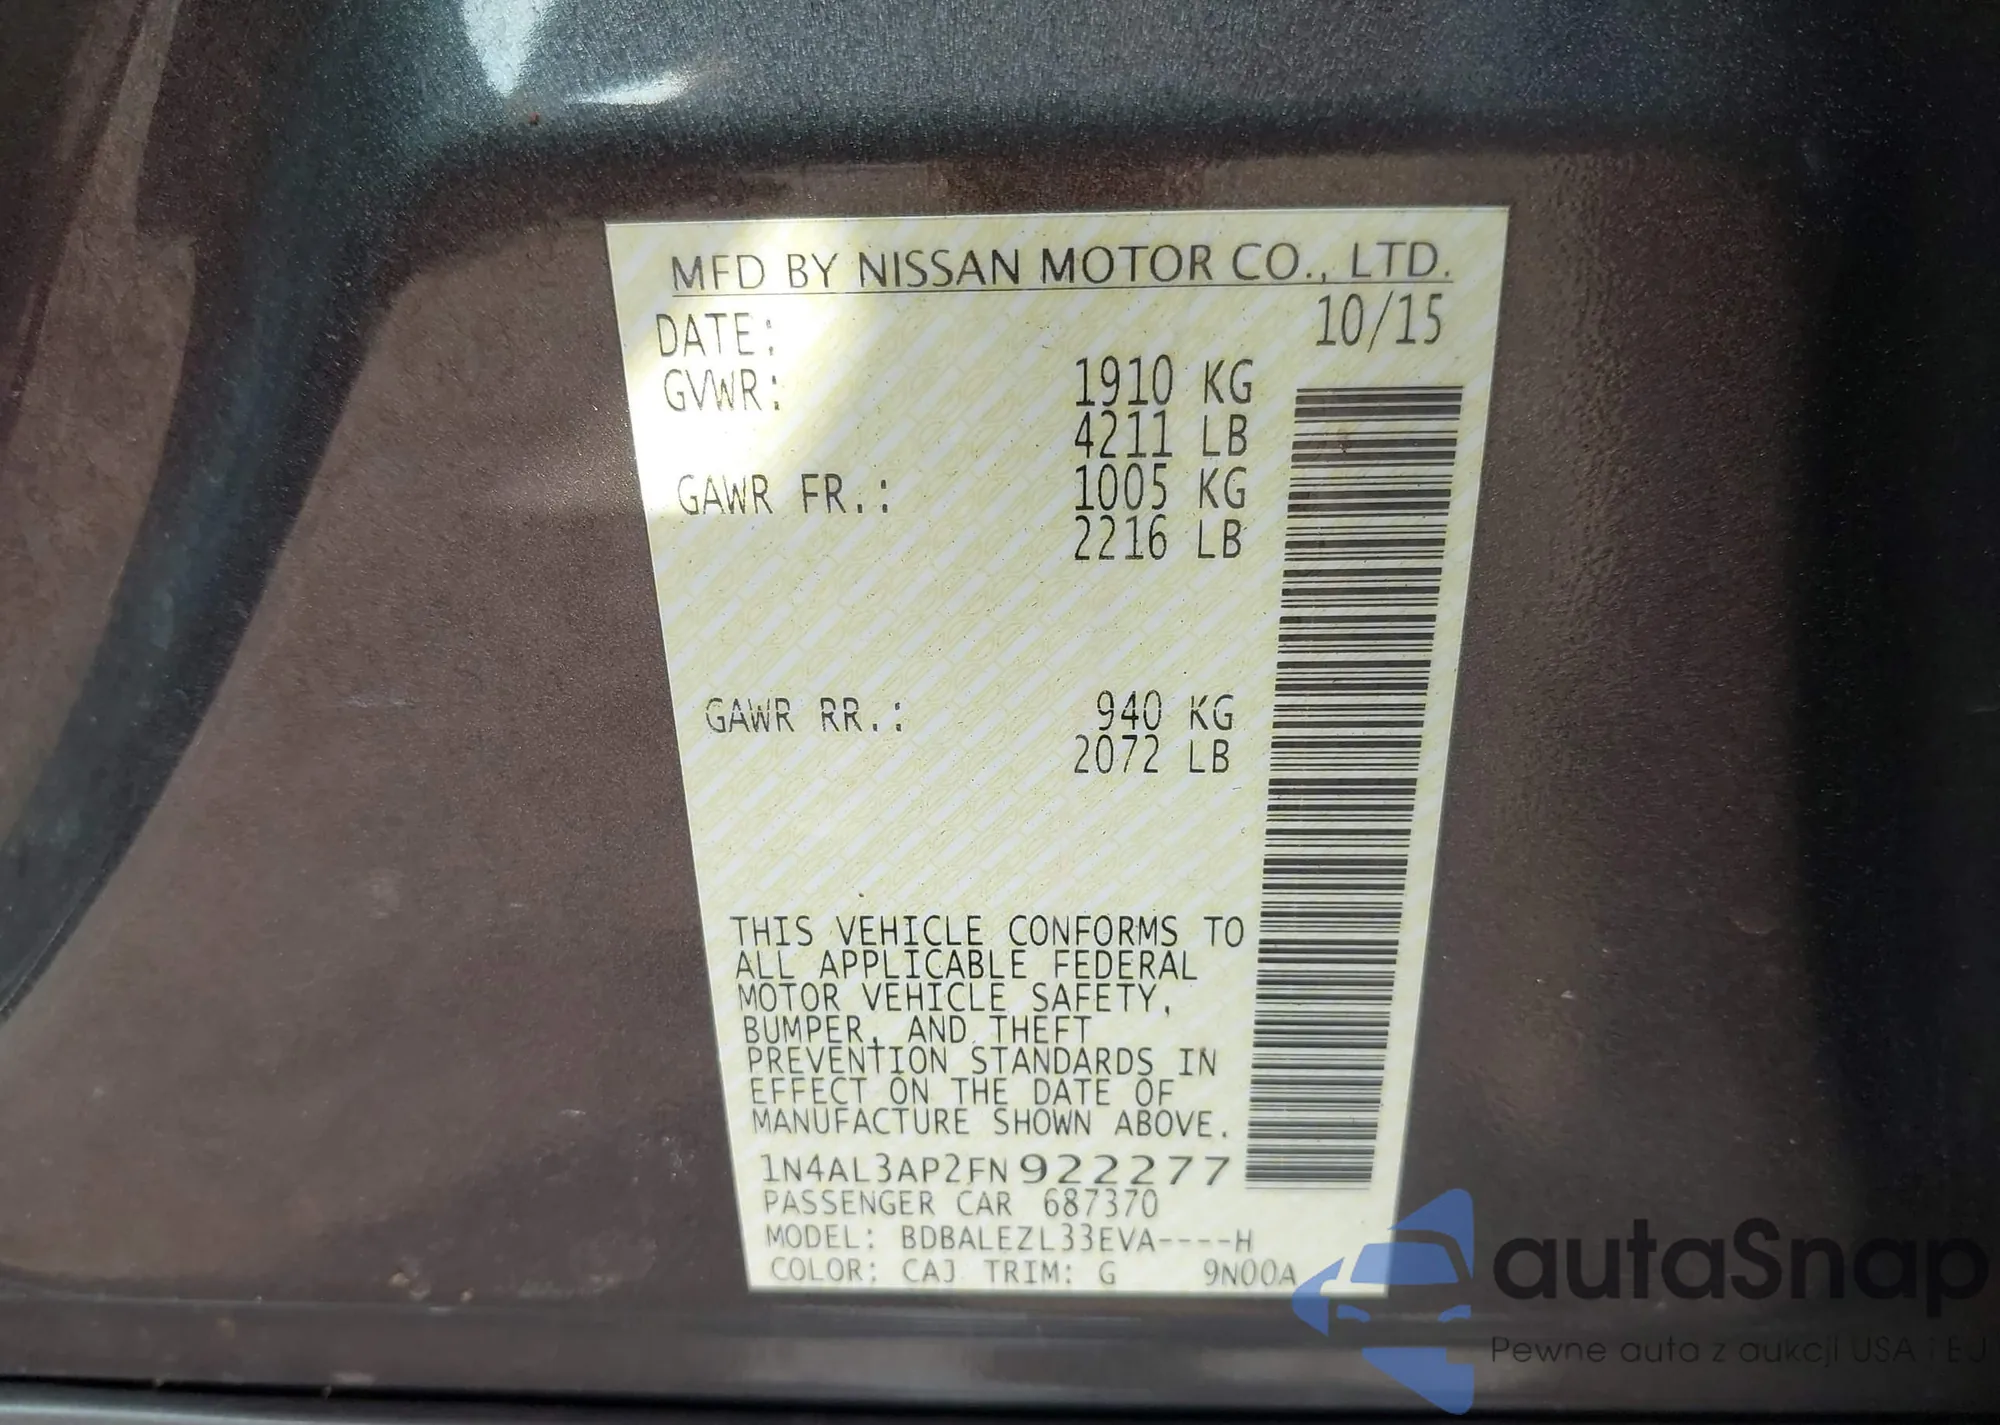 MFD BY NISSAN MOTOR CO., LTD.
DATE: 10/15
GVWR: 1910 KG
4211 LB
GAWR FR.: 1005 KG
2216 LB
GAWR RR.: 940 KG
2072 LB
THIS VEHICLE CONFORMS TO
ALL APPLICABLE FEDERAL
MOTOR VEHICLE SAFETY,
BUMPER, AND THEFT
PREVENTION STANDARDS IN
EFFECT ON THE DATE OF
MANUFACTURE SHOWN ABOVE.
1N4AL3AP2FN922277
PASSENGER CAR 687370
MODEL: BDBALEZL33EVA----H
COLOR: CAJ TRIM: G 9N00A
autaSnap
Pewne auta z aukcji USA i EU